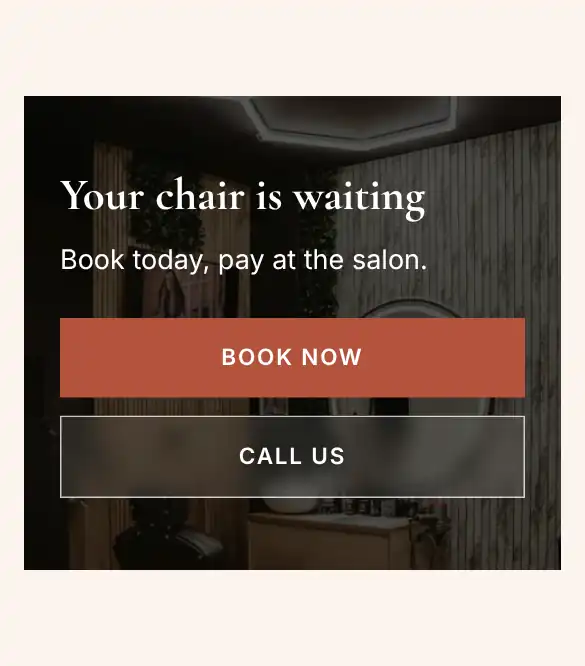 Your chair is waiting
Book today, pay at the salon.
BOOK NOW
CALL US